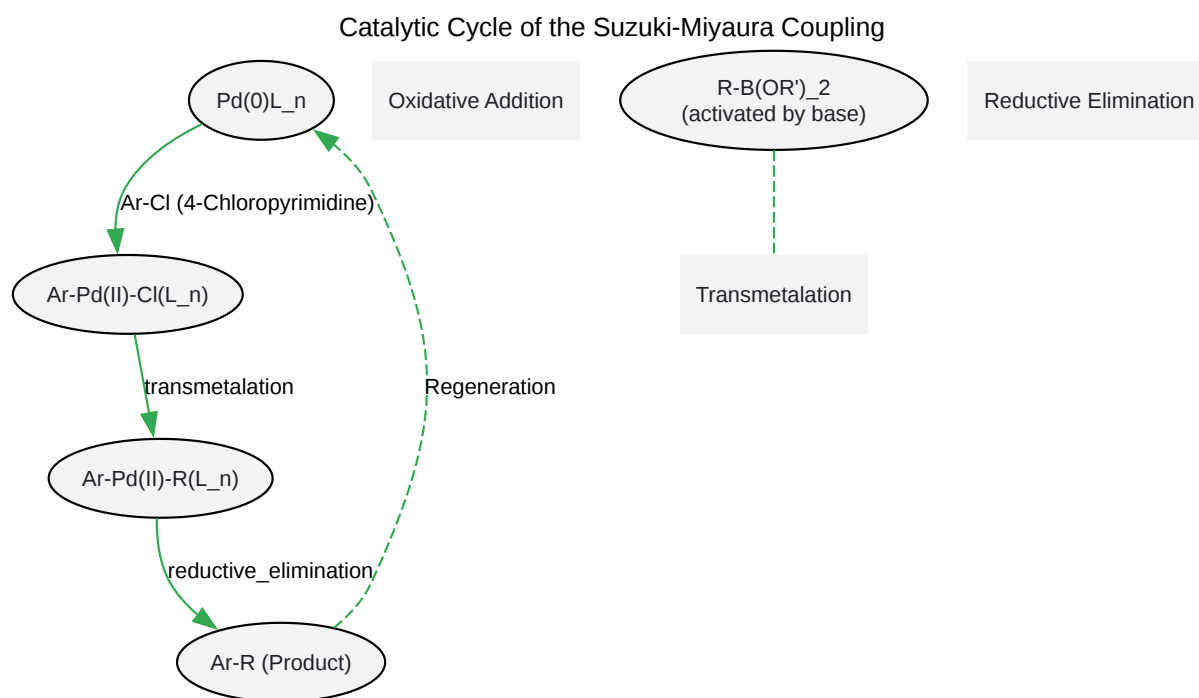 Catalytic Cycle of the Suzuki-Miyaura Coupling
Pd(0)L_n
Oxidative Addition
R-B(OR')_2
(activated by base)
Reductive Elimination
Ar-Cl (4-Chloropyrimidine)
Ar-Pd(II)-Cl(L_n)
Transmetalation
transmetalation
Regeneration
Ar-Pd(II)-R(L_n)
reductive_elimination
Ar-R (Product)